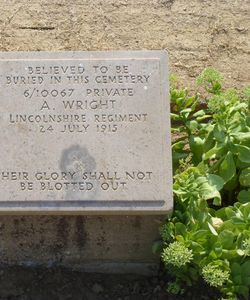 BELIEVED TO BE
BURIED IN THIS CEMETERY
6/10067 PRIVATE
A. WRIGHT
LINCOLNSHIRE REGIMENT
24 JULY 1915
HEIR GLORY SHALL NOT
BE BLOTTED OUT